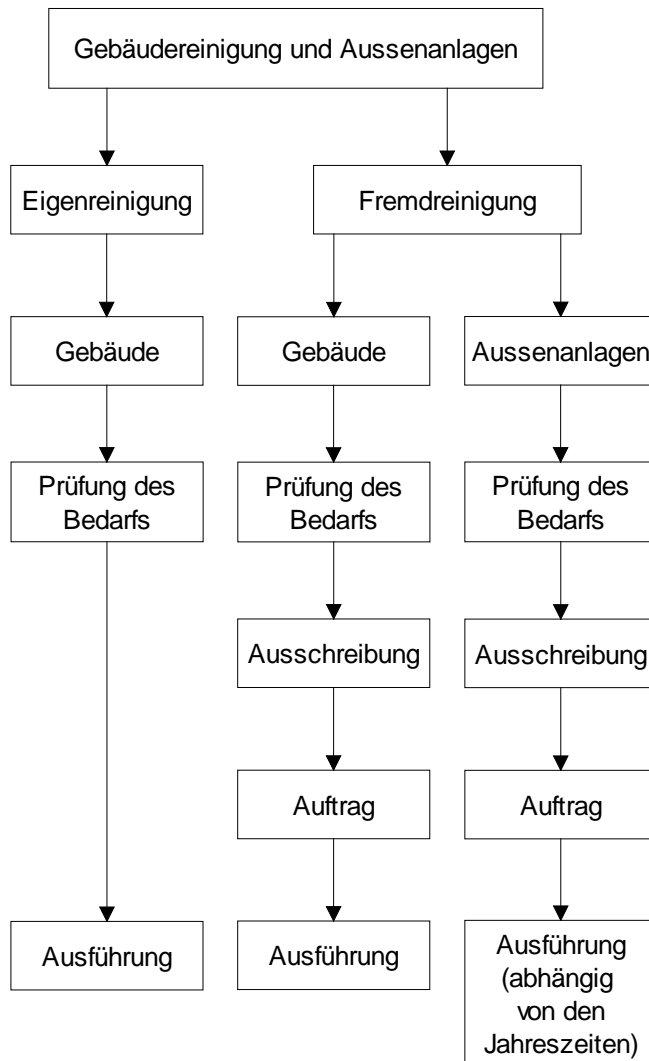 Gebäudereinigung und Aussenanlagen
Eigenreinigung
Fremdreinigung
Gebäude
Gebäude
Aussenanlagen
Prüfung des
Bedarfs
Prüfung des
Bedarfs
Prüfung des
Bedarfs
Ausschreibung
Ausschreibung
Auftrag
Auftrag
Ausführung
Ausführung
Ausführung
(abhängig
von den
Jahreszeiten)